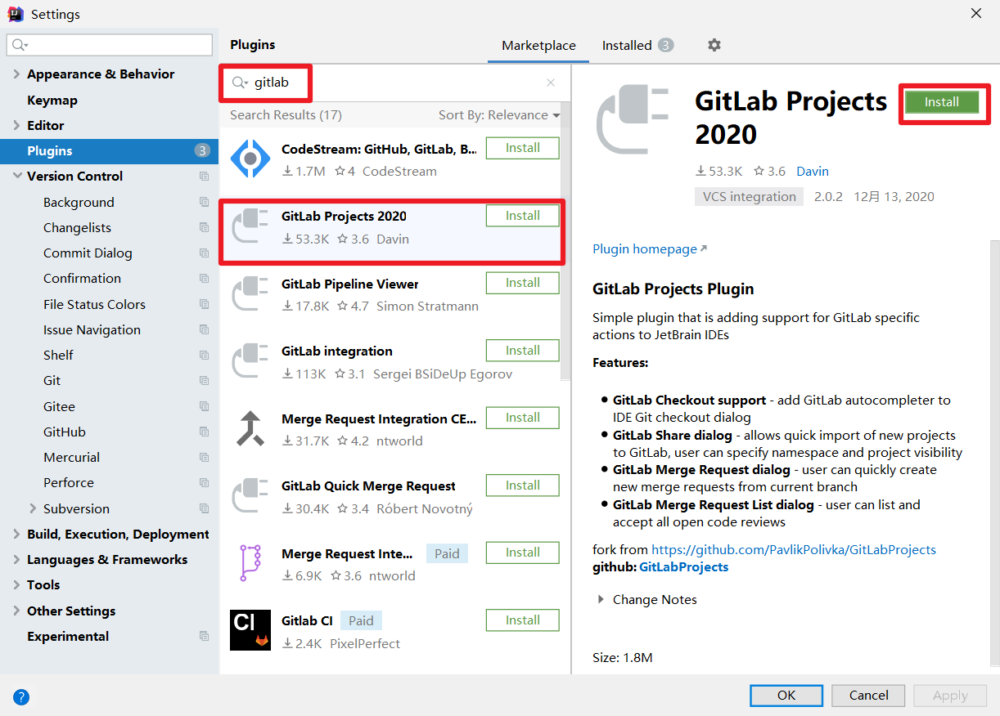 Settings
Plugins
Marketplace
Installed 3
Appearance & Behavior
Keymap
Editor
Plugins 3
Version Control
Background
Changelists
Commit Dialog
Confirmation
File Status Colors
Issue Navigation
Shelf
Git
Gitee
GitHub
Mercurial
Perforce
Subversion
Build, Execution, Deployment
Languages & Frameworks
Tools
Other Settings
Experimental
gitlab
Search Results (17)
Sort By: Relevance
CodeStream: GitHub, GitLab, B...
Install
1.7M 4 CodeStream
GitLab Projects 2020
Install
53.3K 3.6 Davin
GitLab Pipeline Viewer
Install
17.8K 4.7 Simon Stratmann
GitLab integration
Install
113K 3.1 Sergei BSiDeUp Egorov
Merge Request Integration CE...
Install
31.7K 4.2 ntworld
GitLab Quick Merge Request
Install
30.4K 3.4 Róbert Novotný
Merge Request Inte... Paid
Install
6.9K 3.6 ntworld
CI
Gitlab CI Paid
Install
2.4K PixelPerfect
GitLab Projects
2020
Install
53.3K 3.6 Davin
VCS integration 2.0.2 12月 13, 2020
Plugin homepage
GitLab Projects Plugin
Simple plugin that is adding support for GitLab specific
actions to JetBrain IDEs
Features:
GitLab Checkout support - add GitLab autocompleter to
IDE Git checkout dialog
GitLab Share dialog - allows quick import of new projects
to GitLab, user can specify namespace and project visibility
GitLab Merge Request dialog - user can quickly create
new merge requests from current branch
GitLab Merge Request List dialog - user can list and
accept all open code reviews
fork from https://github.com/PavlikPolivka/GitLabProjects
github: GitLabProjects
Change Notes
Size: 1.8M
?
OK
Cancel
Apply